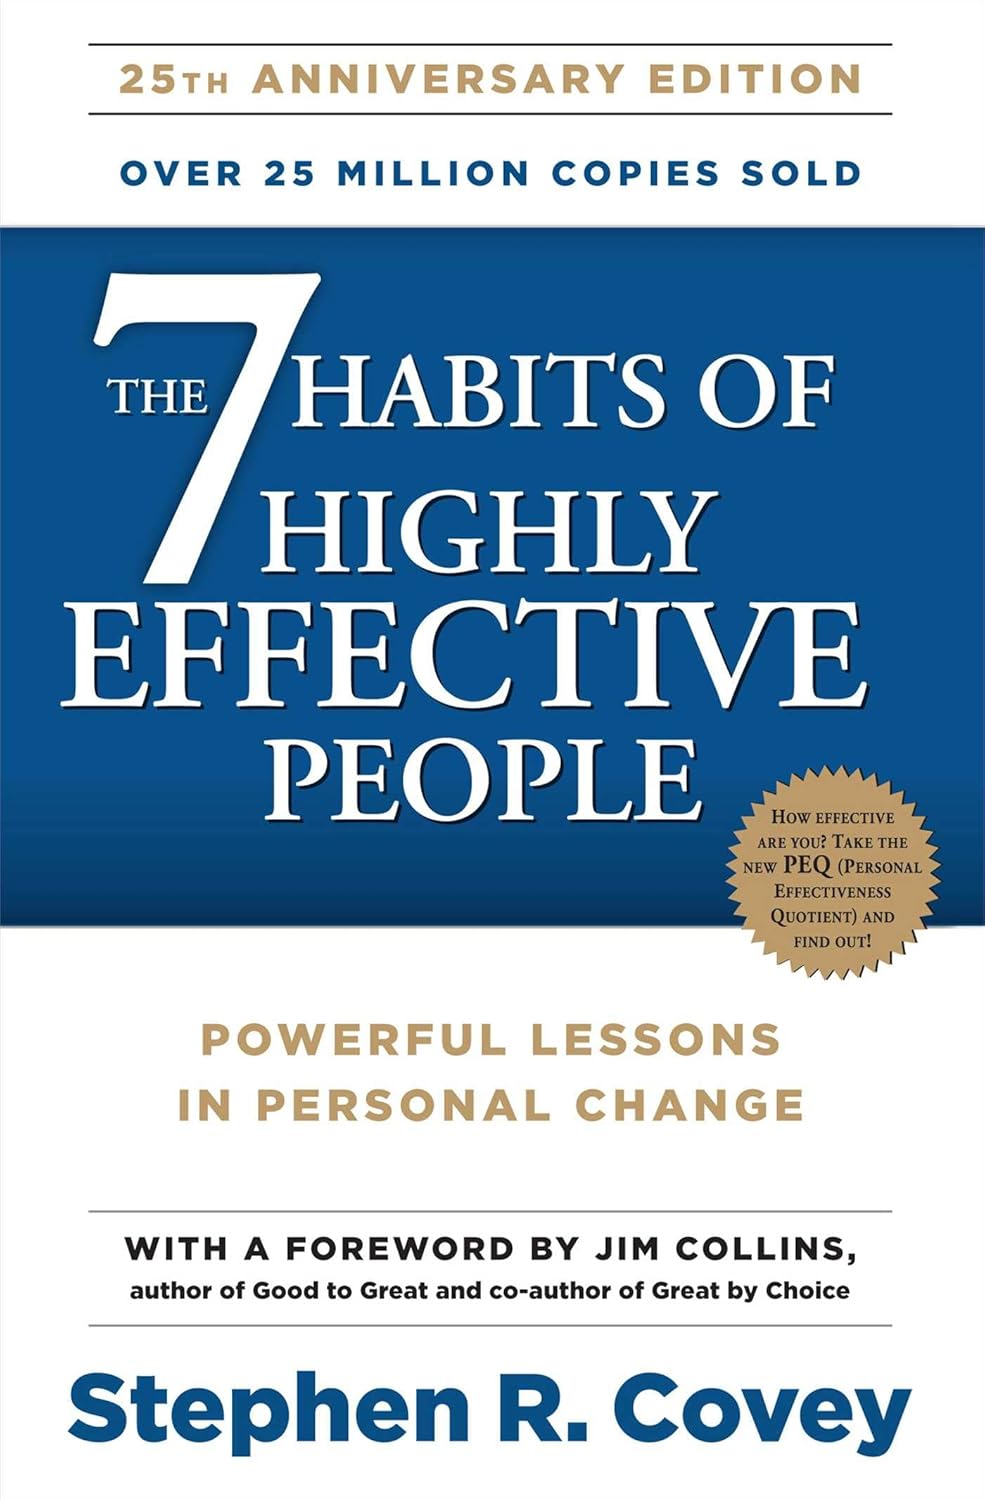 25TH ANNIVERSARY EDITION
OVER 25 MILLION COPIES SOLD
THE 7 HABITS OF
HIGHLY
EFFECTIVE
PEOPLE
HOW EFFECTIVE
ARE YOU? TAKE THE
NEW PEQ (PERSONAL
EFFECTIVENESS
QUOTIENT) AND
FIND OUT!
POWERFUL LESSONS
IN PERSONAL CHANGE
WITH A FOREWORD BY JIM COLLINS,
author of Good to Great and co-author of Great by Choice
Stephen R. Covey